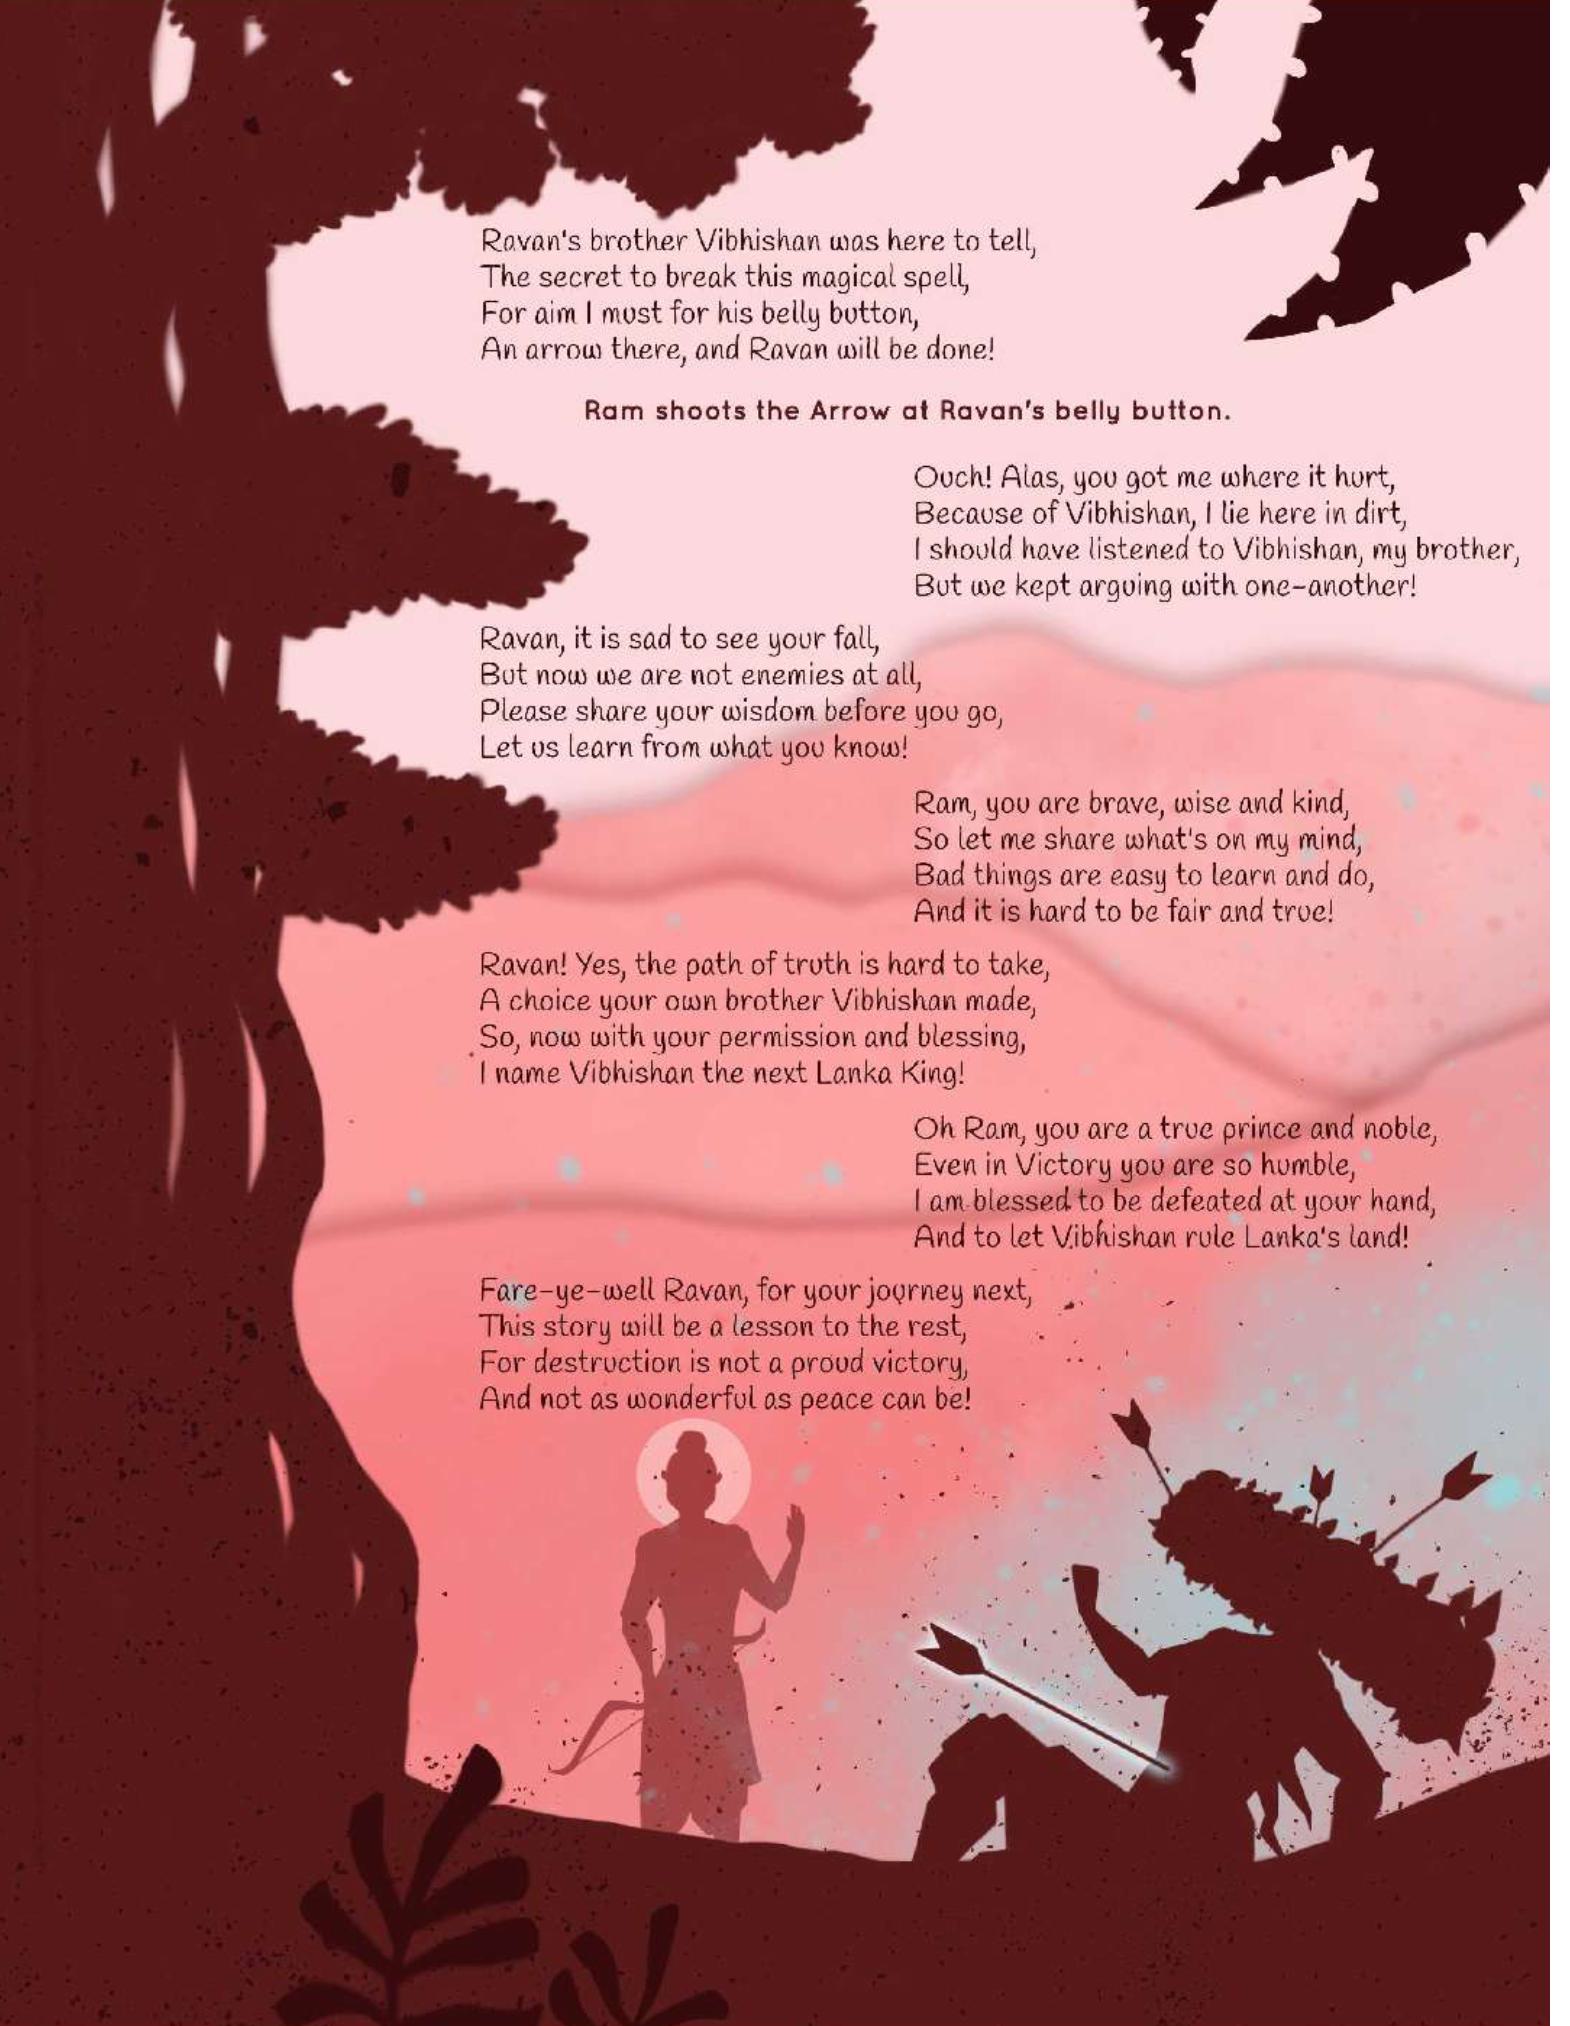 Ravan's brother Vibhishan was here to tell,
The secret to break this magical spell,
For aim I must for his belly button,
An arrow there, and Ravan will be done!
Ram shoots the Arrow at Ravan's belly button.
Ouch! Alas, you got me where it hurt,
Because of Vibhishan, I lie here in dirt,
I should have listened to Vibhishan, my brother,
But we kept arguing with one-another!
Ravan, it is sad to see your fall,
But now we are not enemies at all,
Please share your wisdom before you go,
Let us learn from what you know!
Ram, you are brave, wise and kind,
So let me share what's on my mind,
Bad things are easy to learn and do,
And it is hard to be fair and true!
Ravan! Yes, the path of truth is hard to take,
A choice your own brother Vibhishan made,
So, now with your permission and blessing,
I name Vibhishan the next Lanka King!
Oh Ram, you are a true prince and noble,
Even in Victory you are so humble,
I am blessed to be defeated at your hand,
And to let Vibhishan rule Lanka's land!
Fare-ye-well Ravan, for your journey next,
This story will be a lesson to the rest,
For destruction is not a proud victory,
And not as wonderful as peace can be!